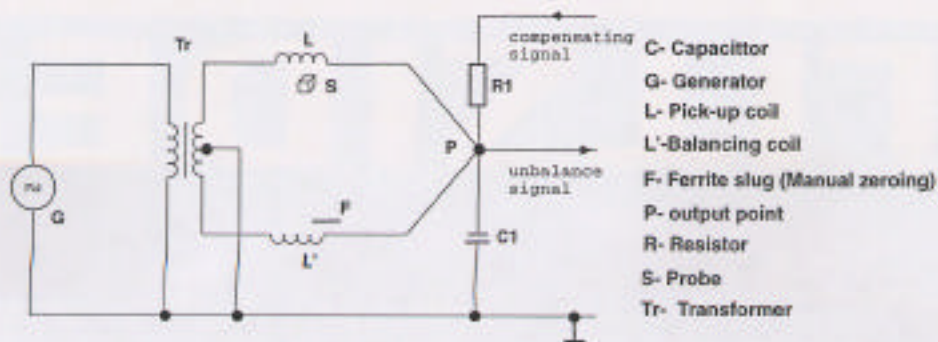 Tr
L
S
compensating
signal
R1
P
unbalance
signal
G
F
L'
C1
C- Capacittor
G- Generator
L- Pick-up coil
L'-Balancing coil
F- Ferrite slug (Manual zeroing)
P- output point
R- Resistor
S- Probe
Tr- Transformer